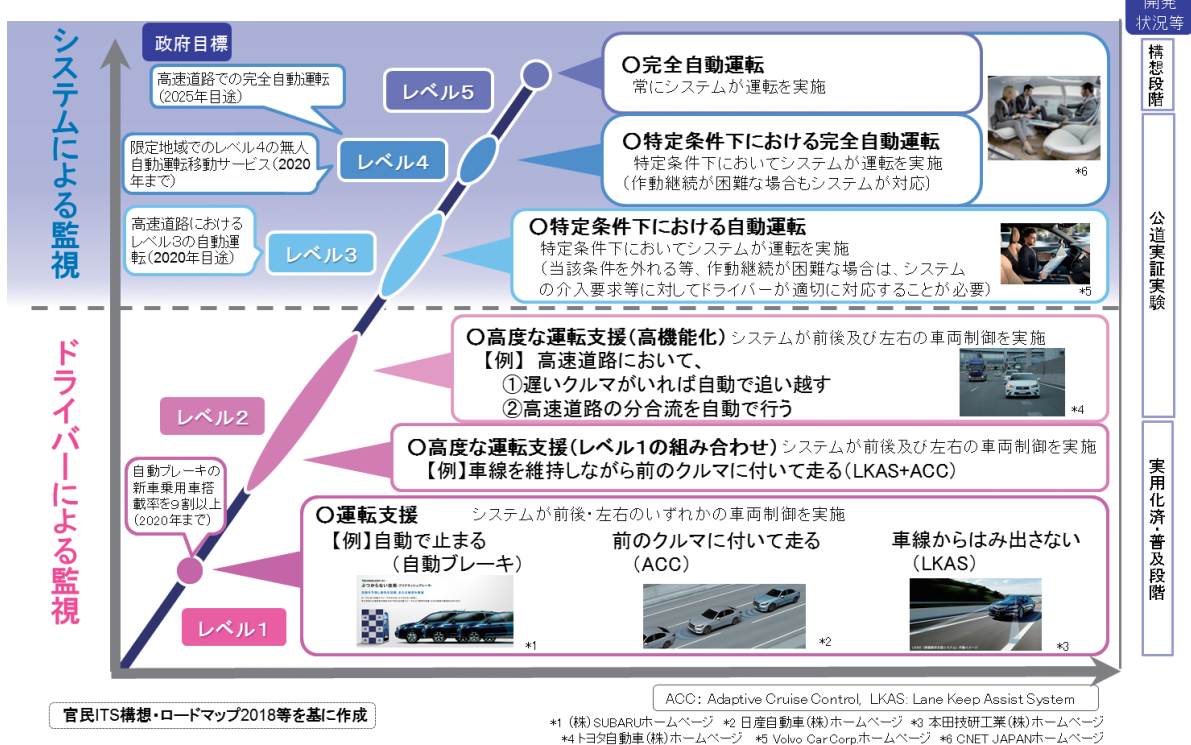 開発
状況等
システムによる監視
政府目標
高速道路での完全自動運転
(2025年目途)
レベル5
〇完全自動運転
常にシステムが運転を実施
構想段階
限定地域でのレベル4の無人
自動運転移動サービス(2020
年まで)
レベル4
〇特定条件下における完全自動運転
特定条件下においてシステムが運転を実施
(作動継続が困難な場合もシステムが対応)
*6
高速道路における
レベル3の自動運
転(2020年目途)
レベル3
〇特定条件下における自動運転
特定条件下においてシステムが運転を実施
(当該条件を外れる等、作動継続が困難な場合は、システム
の介入要求等に対してドライバーが適切に対応することが必要)
*5
公道実証実験
ドライバーによる監視
〇高度な運転支援(高機能化) システムが前後及び左右の車両制御を実施
【例】 高速道路において、
①遅いクルマがいれば自動で追い越す
②高速道路の分合流を自動で行う
*4
レベル2
〇高度な運転支援(レベル1の組み合わせ) システムが前後及び左右の車両制御を実施
【例】車線を維持しながら前のクルマに付いて走る(LKAS+ACC)
自動ブレーキの
新車乗用車搭
載率を9割以上
(2020年まで)
〇運転支援 システムが前後・左右のいずれかの車両制御を実施
【例】自動で止まる
(自動ブレーキ)
*1
前のクルマに付いて走る
(ACC)
*2
車線からはみ出さない
(LKAS)
*3
レベル1
実用化済・普及段階
ACC: Adaptive Cruise Control, LKAS: Lane Keep Assist System
官民ITS構想・ロードマップ2018等を基に作成
*1 (株)SUBARUホームページ *2 日産自動車(株)ホームページ *3 本田技研工業(株)ホームページ
*4トヨタ自動車(株)ホームページ *5 Volvo Car Corp.ホームページ *6 CNET JAPANホームページ